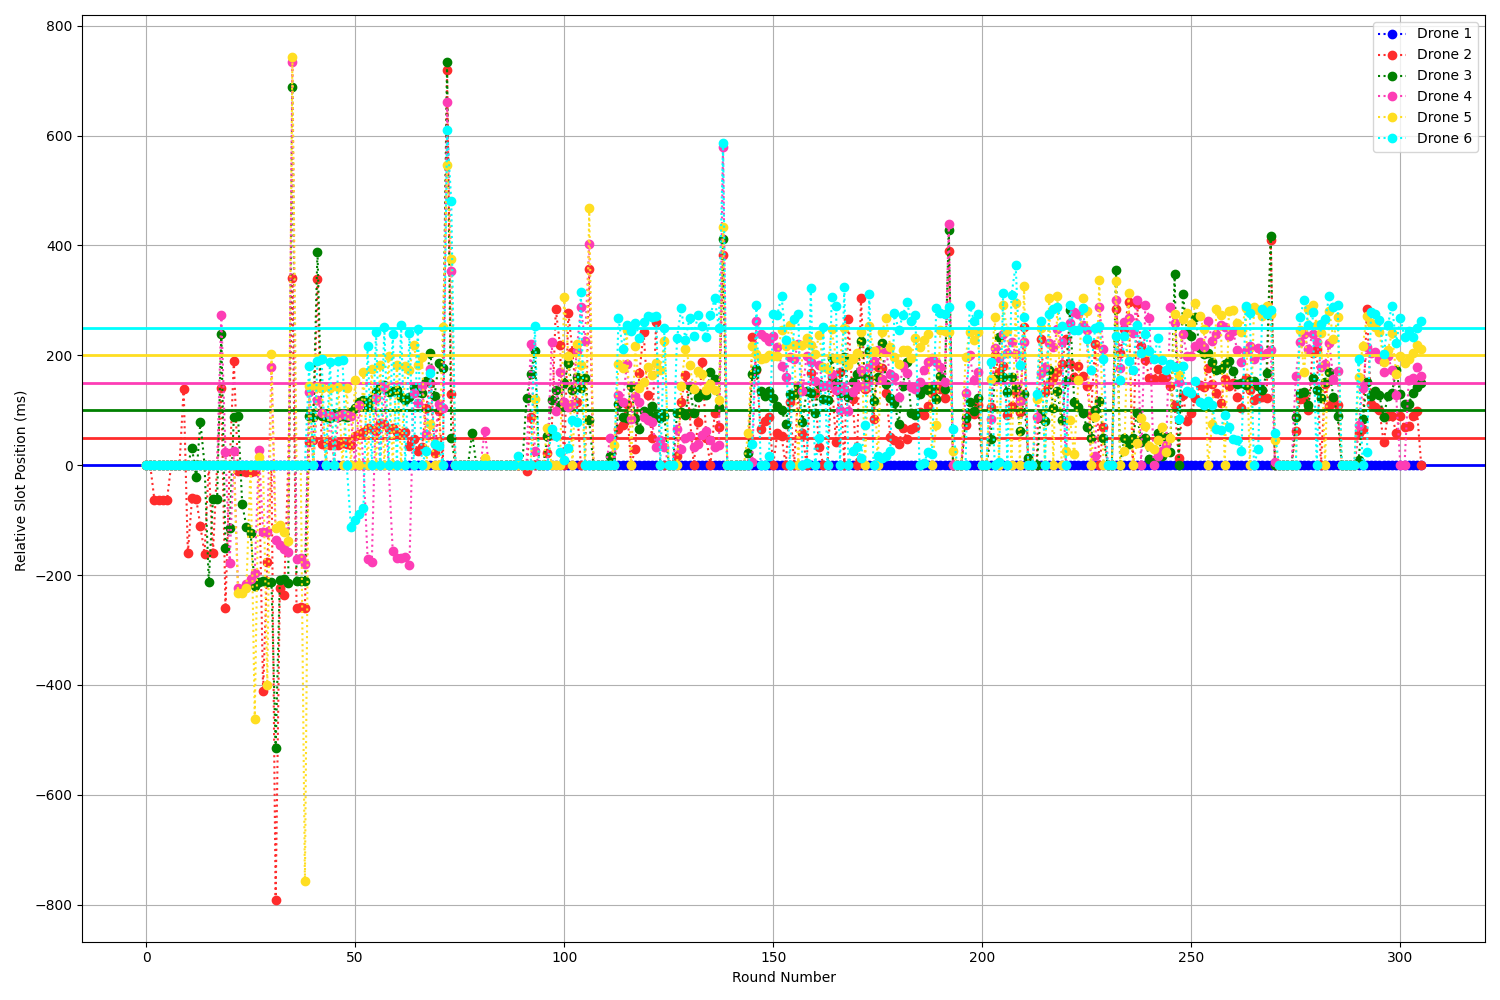 800
600
400
200
0
−200
−400
−600
−800
Relative Slot Position (ms)
0 50 100 150 200 250 300
Round Number
Drone 1
Drone 2
Drone 3
Drone 4
Drone 5
Drone 6